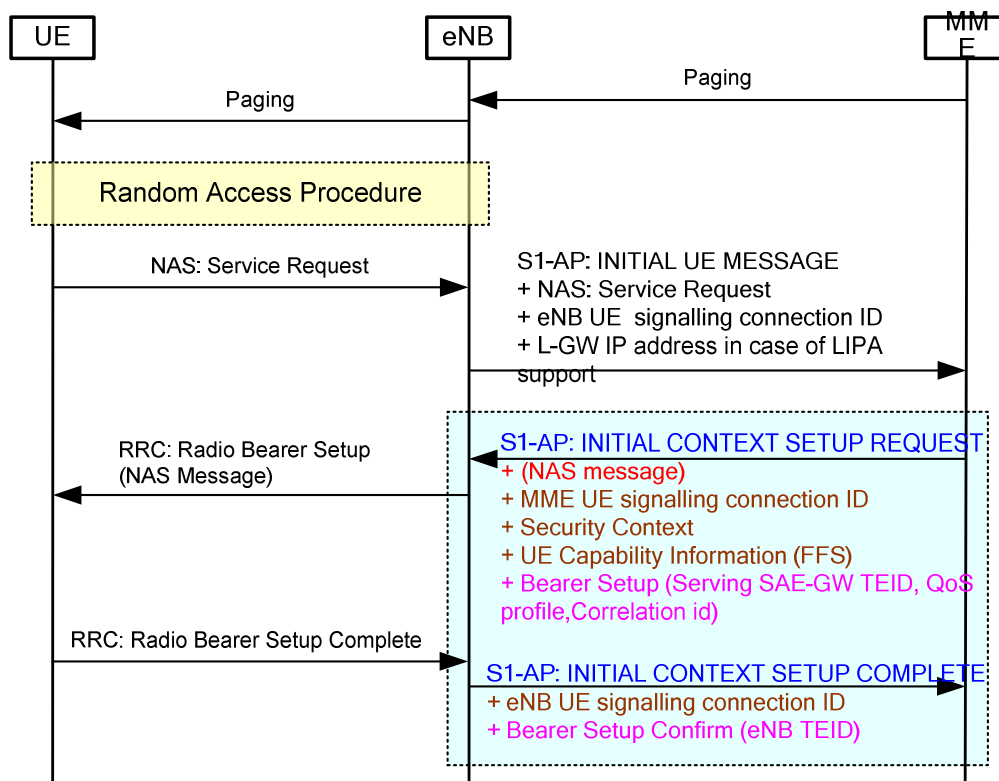 UE
eNB
MM
E
Paging
Paging
Random Access Procedure
NAS: Service Request
S1-AP: INITIAL UE MESSAGE
+ NAS: Service Request
+ eNB UE  signalling connection ID
+ L-GW IP address in case of LIPA
support
RRC: Radio Bearer Setup
(NAS Message)
S1-AP: INITIAL CONTEXT SETUP REQUEST
+ (NAS message)
+ MME UE signalling connection ID
+ Security Context
+ UE Capability Information (FFS)
+ Bearer Setup (Serving SAE-GW TEID, QoS
profile,Correlation id)
RRC: Radio Bearer Setup Complete
S1-AP: INITIAL CONTEXT SETUP COMPLETE
+ eNB UE signalling connection ID
+ Bearer Setup Confirm (eNB TEID)